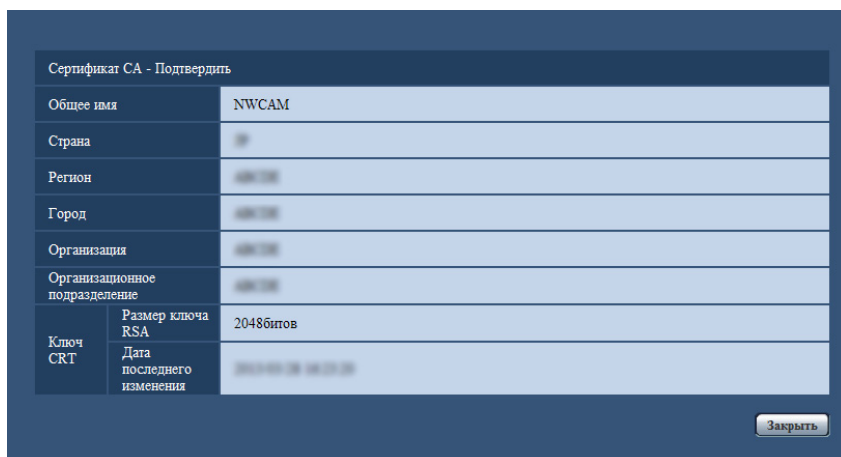 Сертификат CA - Подтвердить
Общее имя NWCAM
Страна
Регион
Город
Организация
Организационное
подразделение
Ключ
CRT
Размер ключа
RSA
2048битов
Дата
последнего
изменения
Закрыть